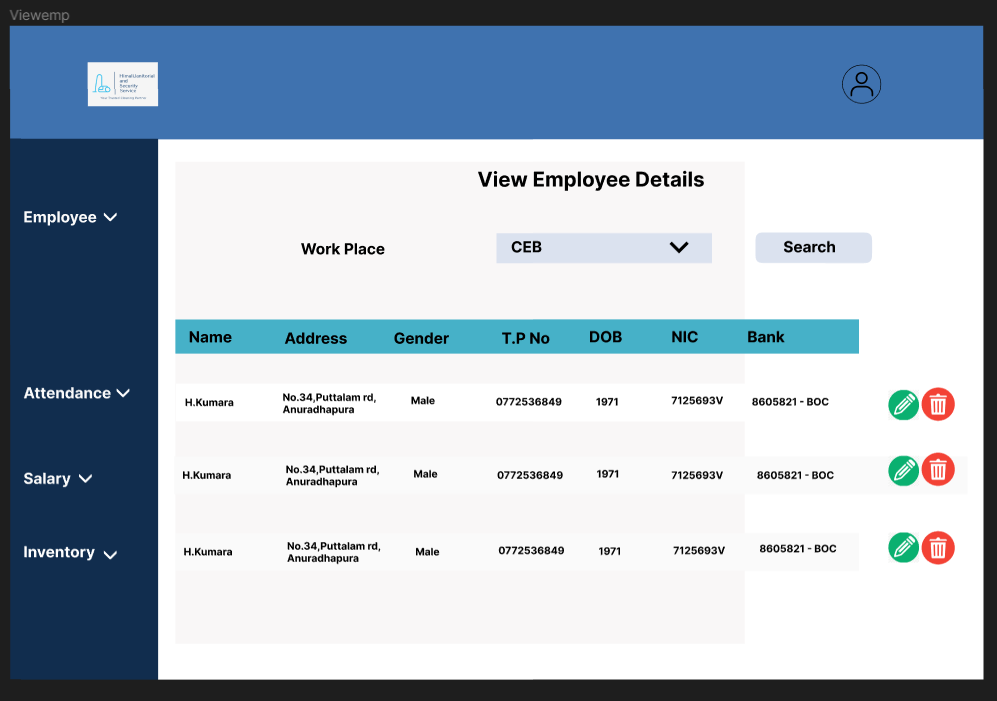 Viewemp
Himali Janitorial
and
Security
Service
View Employee Details
Employee
Work Place
CEB
Search
Name Address Gender T.P No DOB NIC Bank
Attendance
H.Kumara No.34,Puttalam rd, Male 0772536849 1971 7125693V 8605821 - BOC
Anuradhapura
Salary
H.Kumara No.34,Puttalam rd, Male 0772536849 1971 7125693V 8605821 - BOC
Anuradhapura
Inventory
H.Kumara No.34,Puttalam rd, Male 0772536849 1971 7125693V 8605821 - BOC
Anuradhapura